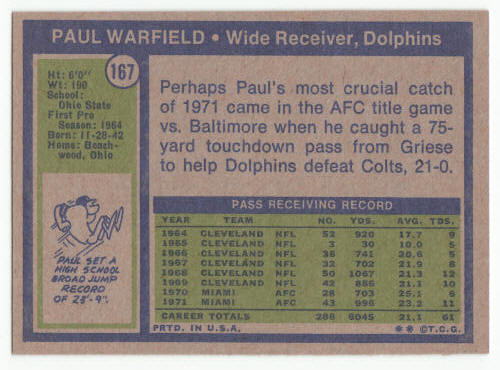 PAUL WARFIELD • Wide Receiver, Dolphins
167
Ht: 6'0"
Wt: 190
School:
Ohio State
First Pro
Season: 1964
Born: 11-28-42
Home: Beach-
wood, Ohio
PAUL SET A
HIGH SCHOOL
BROAD JUMP
RECORD
OF 23'-9".
Perhaps Paul's most crucial catch
of 1971 came in the AFC title game
vs. Baltimore when he caught a 75-
yard touchdown pass from Griese
to help Dolphins defeat Colts, 21-0.
PASS RECEIVING RECORD
YEAR TEAM NO. YDS. AVG. TDS.
1964 CLEVELAND NFL 52 920 17.7 9
1965 CLEVELAND NFL 3 30 10.0 5
1966 CLEVELAND NFL 36 741 20.6 5
1967 CLEVELAND NFL 32 702 21.9 8
1968 CLEVELAND NFL 50 1067 21.3 12
1969 CLEVELAND NFL 42 886 21.1 10
1970 MIAMI AFC 28 703 25.1 6
1971 MIAMI AFC 43 996 23.2 11
CAREER TOTALS 286 6045 21.1 61
PRTD. IN U.S.A. * * © T.C.G.